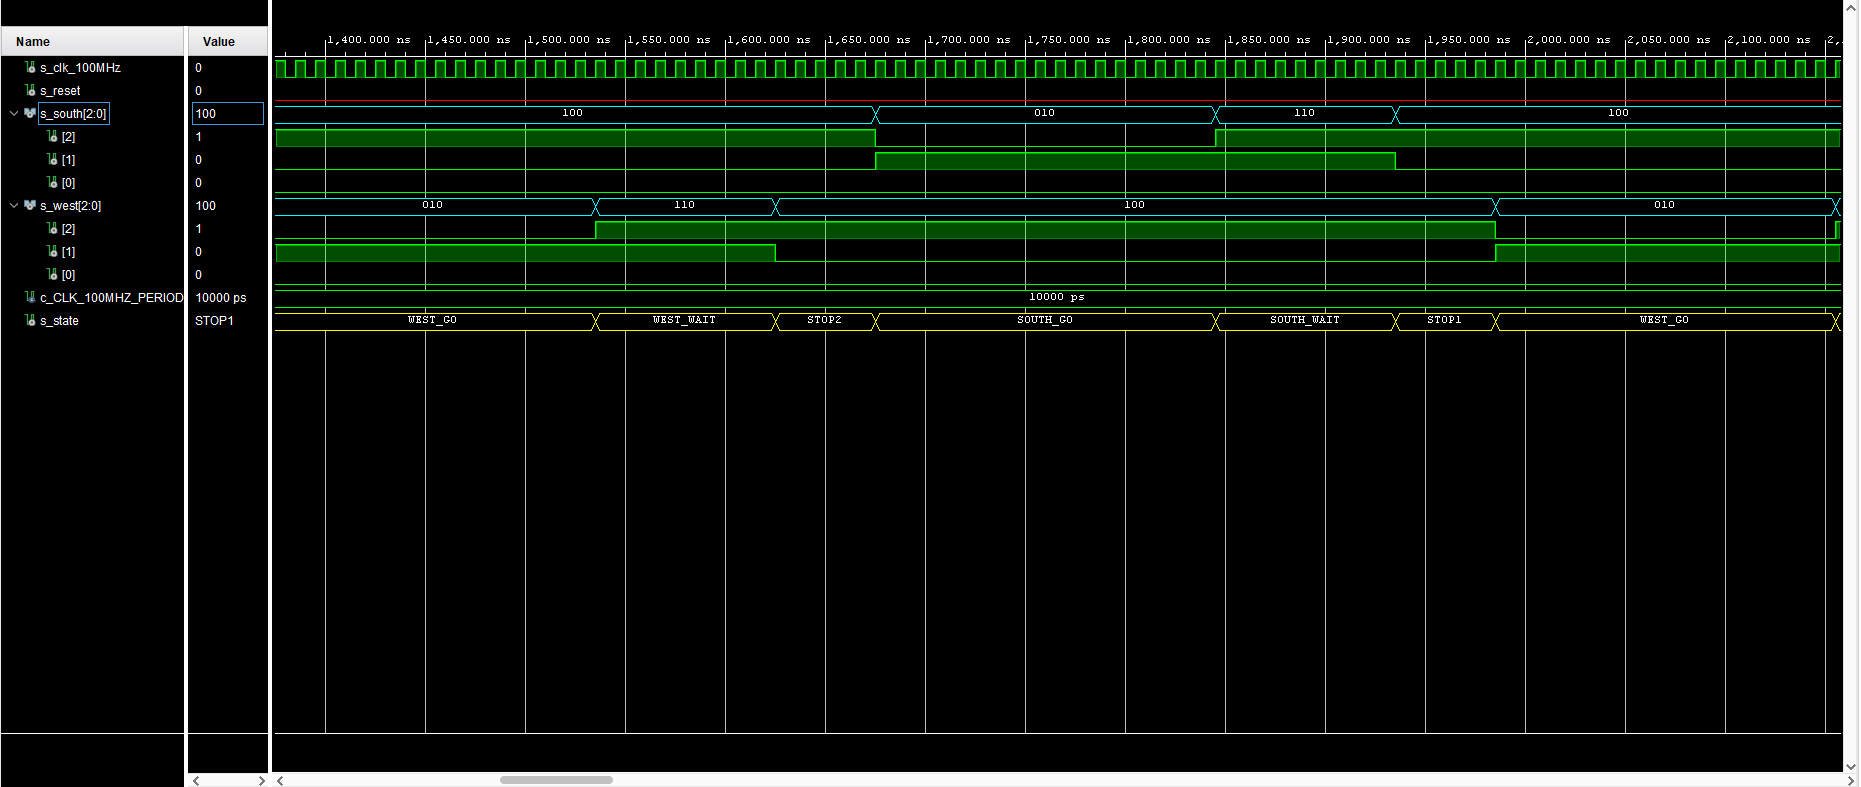 Name Value
1,400.000 ns 1,450.000 ns 1,500.000 ns 1,550.000 ns 1,600.000 ns 1,650.000 ns 1,700.000 ns 1,750.000 ns 1,800.000 ns 1,850.000 ns 1,900.000 ns 1,950.000 ns 2,000.000 ns 2,050.000 ns 2,100.000 ns 2,
s_clk_100MHz 0
s_reset 0
s_south[2:0] 100 100 010 110 100
[2] 1
[1] 0
[0] 0
s_west[2:0] 100 010 110 100 010
[2] 1
[1] 0
[0] 0
c_CLK_100MHZ_PERIOD 10000 ps 10000 ps
s_state STOP1 WEST_GO WEST_WAIT STOP2 SOUTH_GO SOUTH_WAIT STOP1 WEST_GO